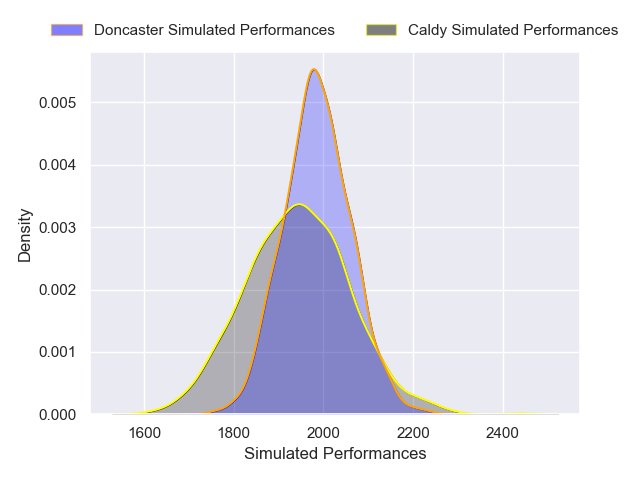 Doncaster Simulated Performances Caldy Simulated Performances
0.005
0.004
0.003
0.002
0.001
0.000
Density
1600 1800 2000 2200 2400
Simulated Performances